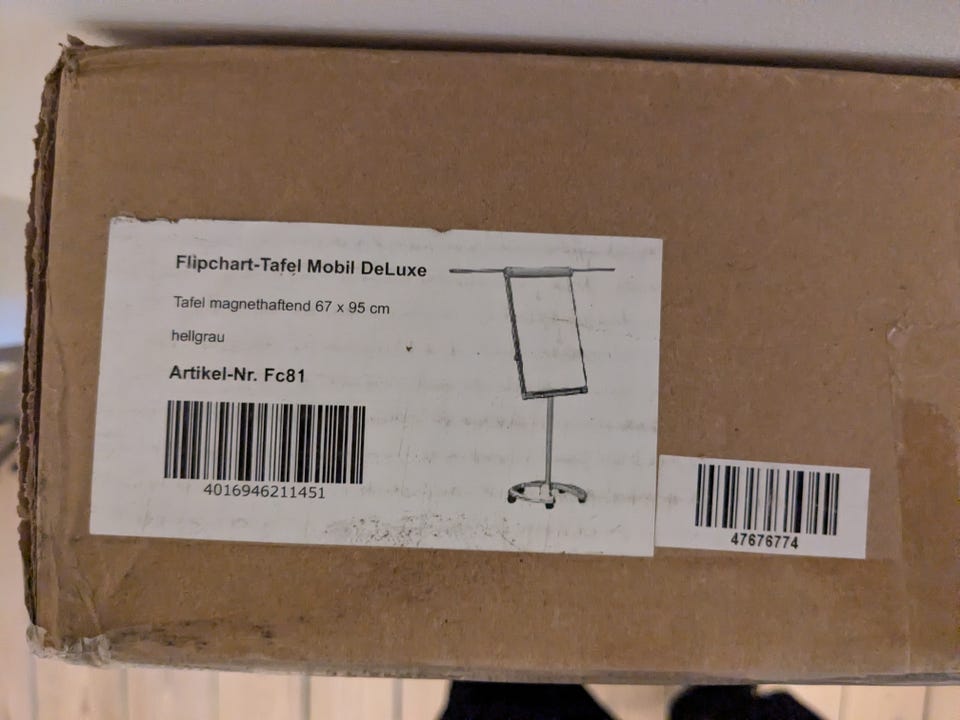 Flipchart-Tafel Mobil DeLuxe
Tafel magnethaftend 67 x 95 cm
hellgrau
Artikel-Nr. Fc81
4016946211451
47676774